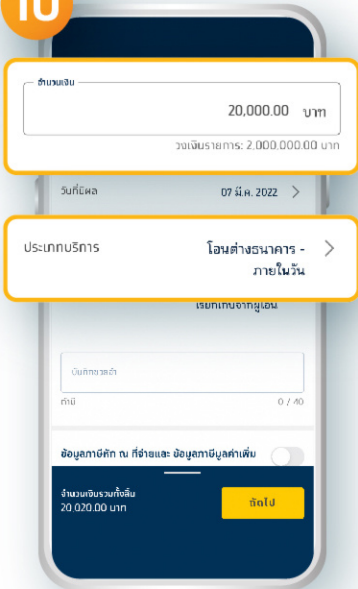 10
จำนวนเงิน
20,000.00 บาท
วงเงินรายการ: 2,000,000.00 บาท
วันที่มีผล 07 มี.ค. 2022
ประเภทบริการ โอนต่างธนาคาร -
ภายในวัน
เรียกเก็บจากผู้โอน
บันทึกช่วยจำ
ถ้ามี 0 / 40
ข้อมูลภาษีหัก ณ ที่จ่ายและ ข้อมูลภาษีมูลค่าเพิ่ม
จำนวนเงินรวมทั้งสิ้น
20,020.00 บาท
ถัดไป